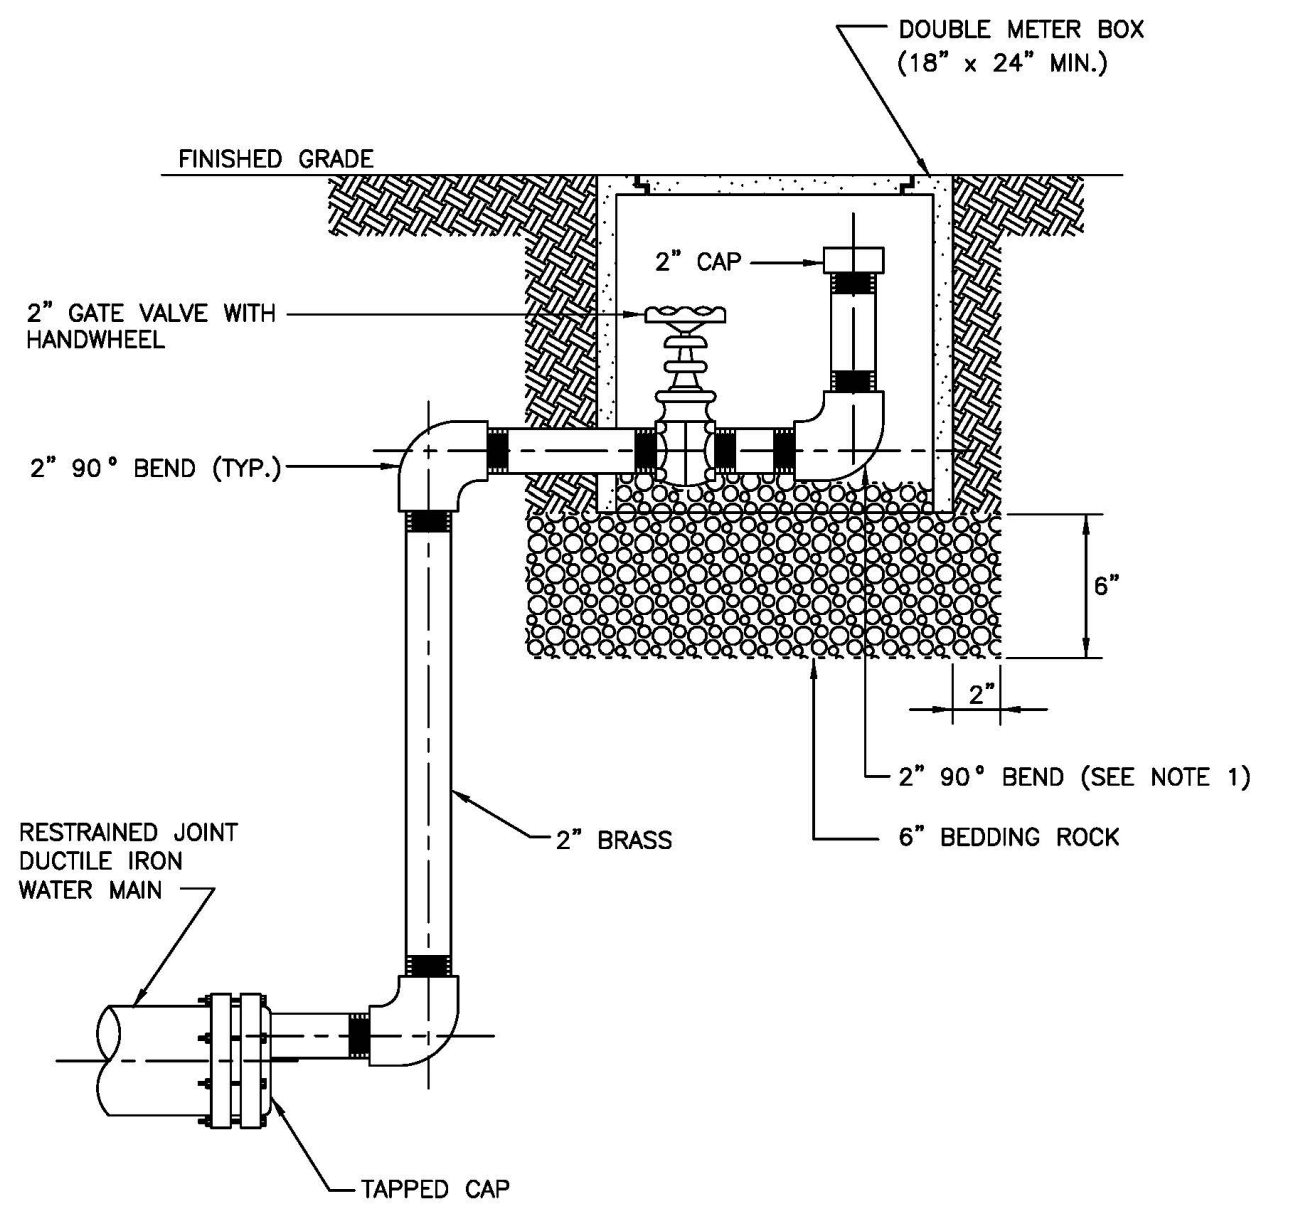 DOUBLE METER BOX
(18" x 24" MIN.)
FINISHED GRADE
2" CAP
2" GATE VALVE WITH
HANDWHEEL
2" 90° BEND (TYP.)
6"
2"
2" 90° BEND (SEE NOTE 1)
6" BEDDING ROCK
2" BRASS
RESTRAINED JOINT
DUCTILE IRON
WATER MAIN
TAPPED CAP